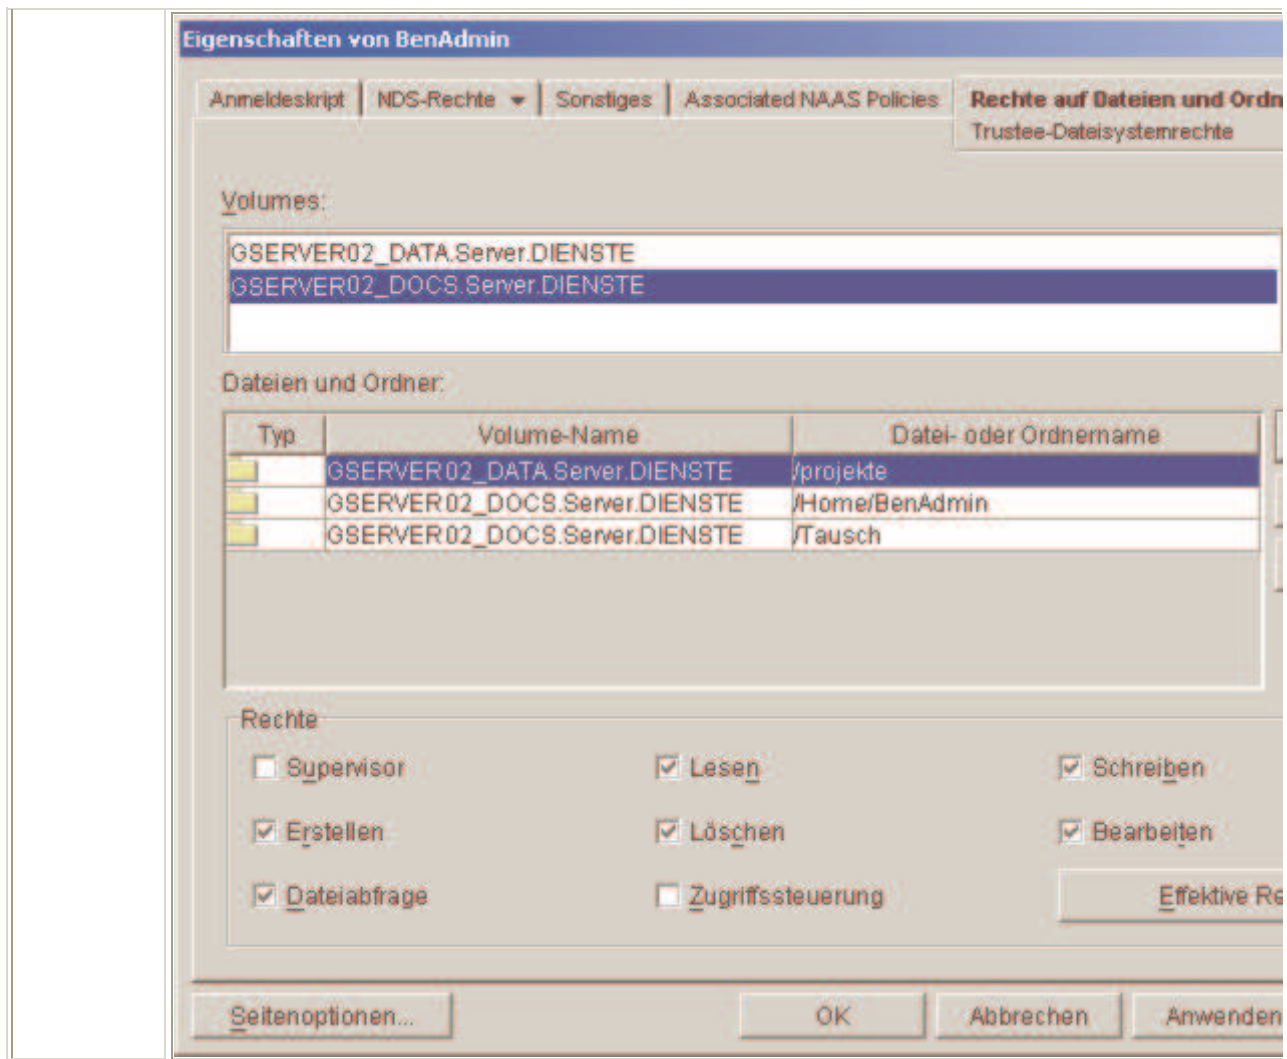 Eigenschaften von BenAdmin
Anmeldeskript NDS-Rechte Sonstiges Associated NAAS Policies Rechte auf Dateien und Ordn
Trustee-Dateisystemrechte
Volumes:
GSERVER02_DATA.Server.DIENSTE
GSERVER02_DOCS.Server.DIENSTE
Dateien und Ordner:
Typ Volume-Name Datei- oder Ordnername
GSERVER02_DATA.Server.DIENSTE /projekte
GSERVER02_DOCS.Server.DIENSTE /Home/BenAdmin
GSERVER02_DOCS.Server.DIENSTE /Tausch
Rechte
Supervisor Lesen Schreiben
Erstellen Löschen Bearbeiten
Dateiabfrage Zugriffssteuerung Effektive Re
Seitenoptionen... OK Abbrechen Anwenden